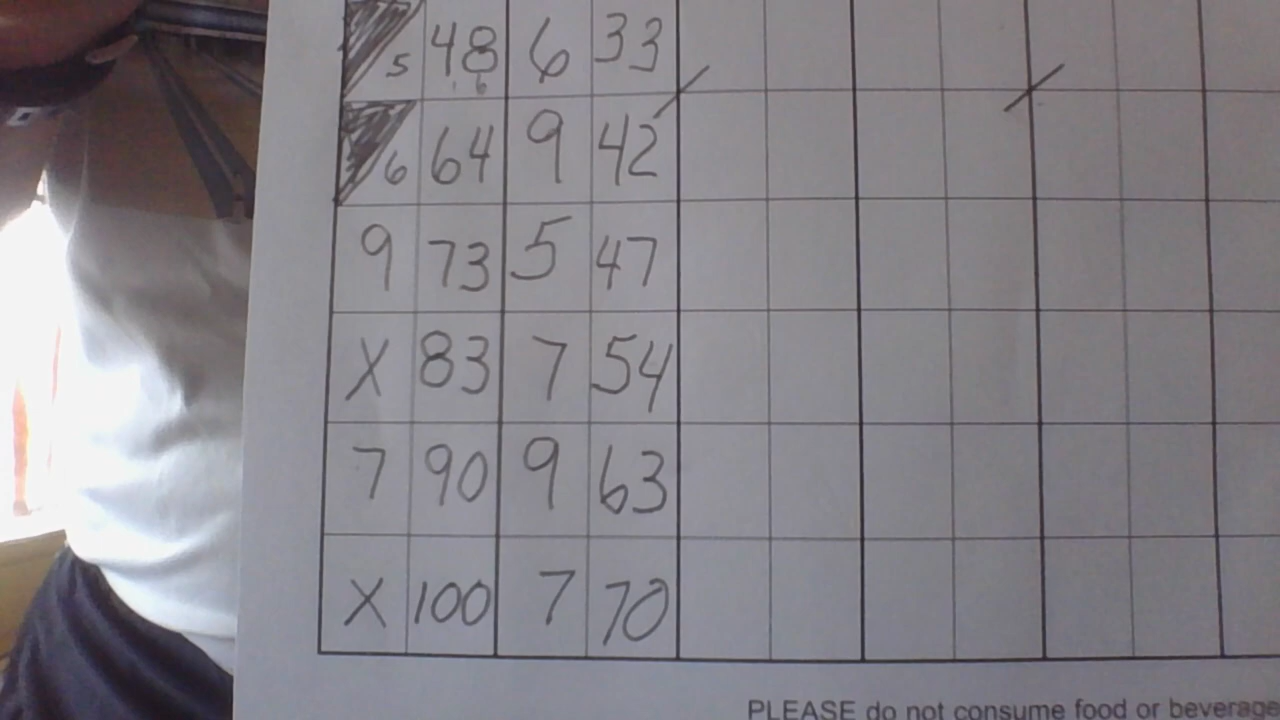 5 48 6 33
6 64 9 42
9 73 5 47
X 83 7 54
7 90 9 63
X 100 7 70
PLEASE do not consume food or beverage